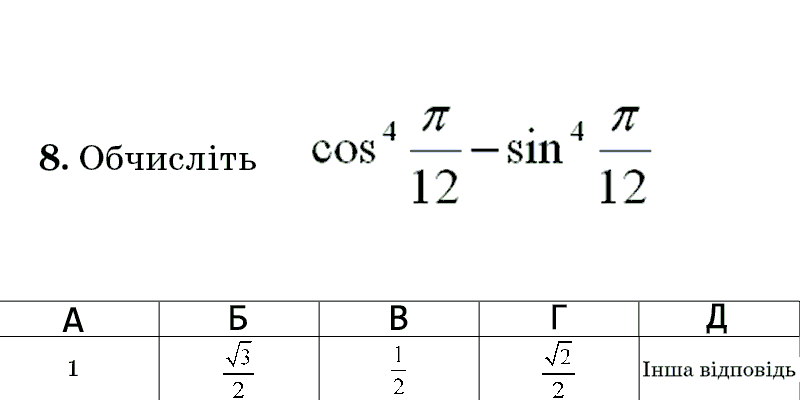 8. Обчисліть cos⁴ π/12 − sin⁴ π/12
А Б В Г Д
1 √3/2 1/2 √2/2 Інша відповідь